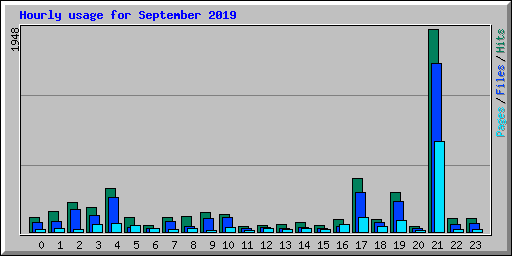 Hourly usage for September 2019
1948
Pages / Files / Hits
0 1 2 3 4 5 6 7 8 9 10 11 12 13 14 15 16 17 18 19 20 21 22 23